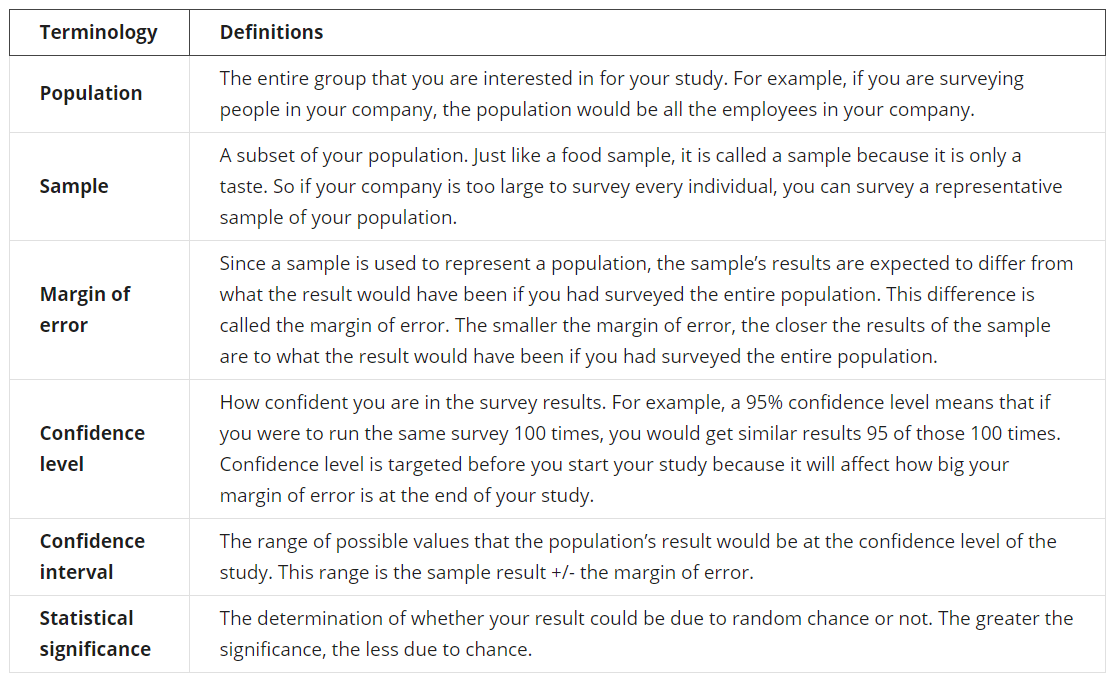 Terminology
Definitions
Population
The entire group that you are interested in for your study. For example, if you are surveying
people in your company, the population would be all the employees in your company.
Sample
A subset of your population. Just like a food sample, it is called a sample because it is only a
taste. So if your company is too large to survey every individual, you can survey a representative
sample of your population.
Margin of
error
Since a sample is used to represent a population, the sample’s results are expected to differ from
what the result would have been if you had surveyed the entire population. This difference is
called the margin of error. The smaller the margin of error, the closer the results of the sample
are to what the result would have been if you had surveyed the entire population.
Confidence
level
How confident you are in the survey results. For example, a 95% confidence level means that if
you were to run the same survey 100 times, you would get similar results 95 of those 100 times.
Confidence level is targeted before you start your study because it will affect how big your
margin of error is at the end of your study.
Confidence
interval
The range of possible values that the population’s result would be at the confidence level of the
study. This range is the sample result +/- the margin of error.
Statistical
significance
The determination of whether your result could be due to random chance or not. The greater the
significance, the less due to chance.